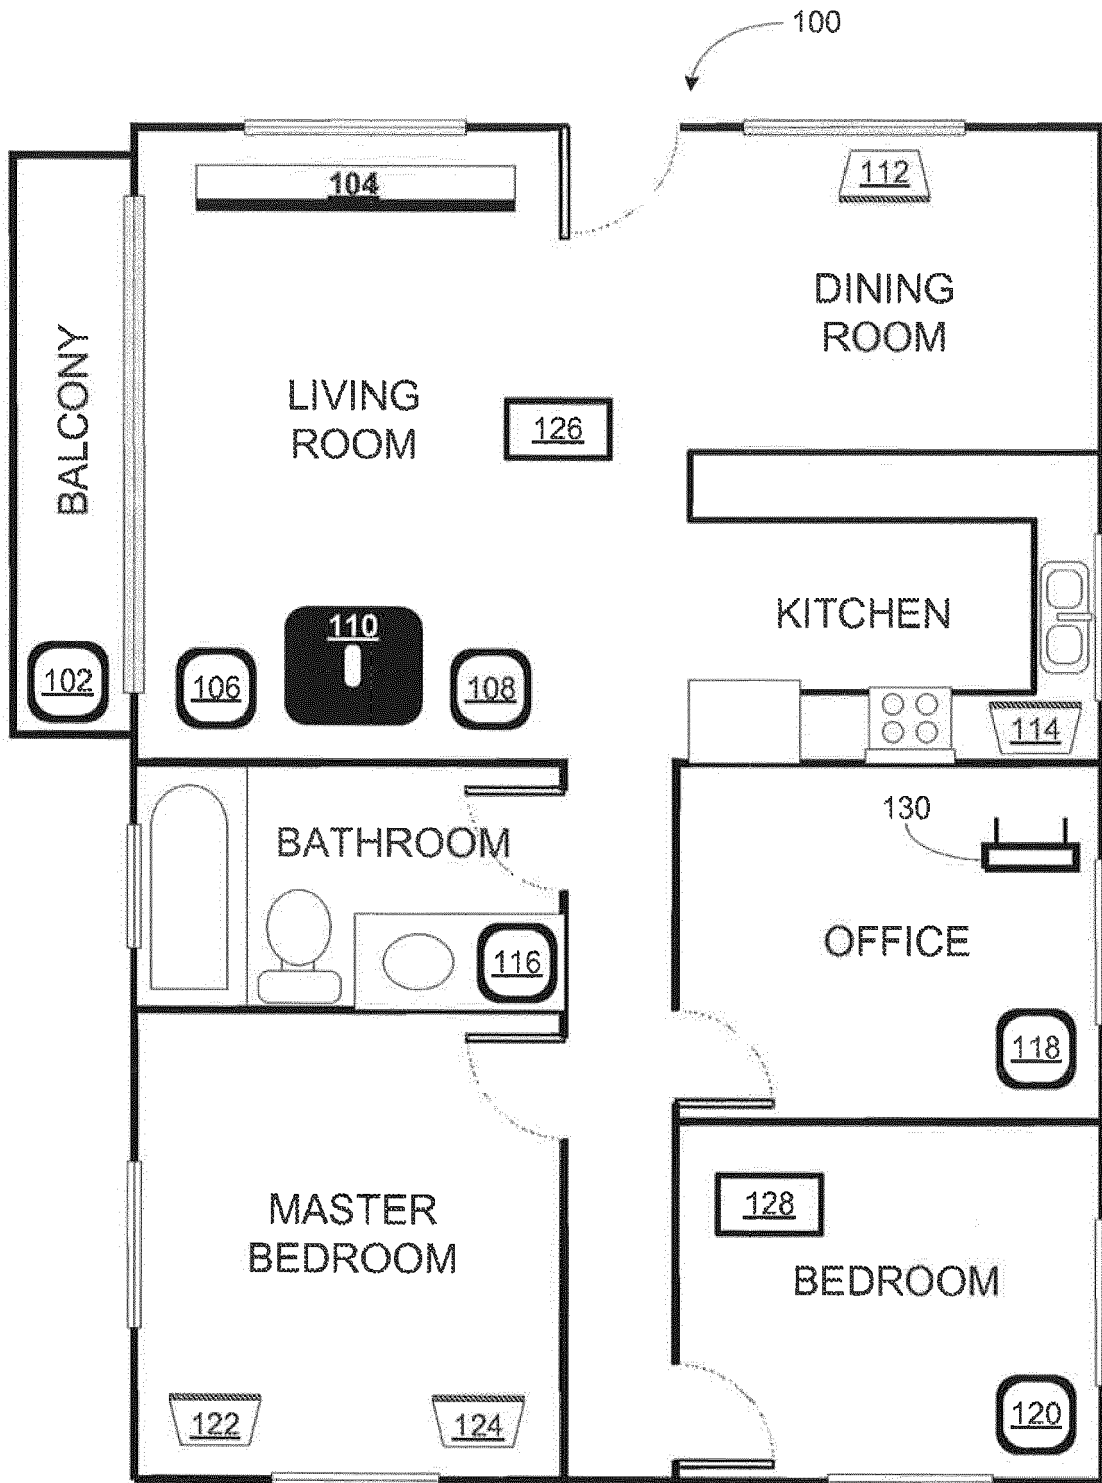 100
104
112
DINING
ROOM
BALCONY
LIVING
ROOM
126
KITCHEN
110
102
106
108
114
130
BATHROOM
OFFICE
116
118
MASTER
BEDROOM
128
BEDROOM
122
124
120